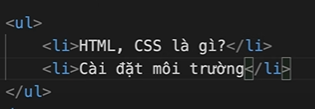 <ul>
<li>HTML, CSS là gì?</li>
<li>Cài đặt môi trường</li>
</ul>